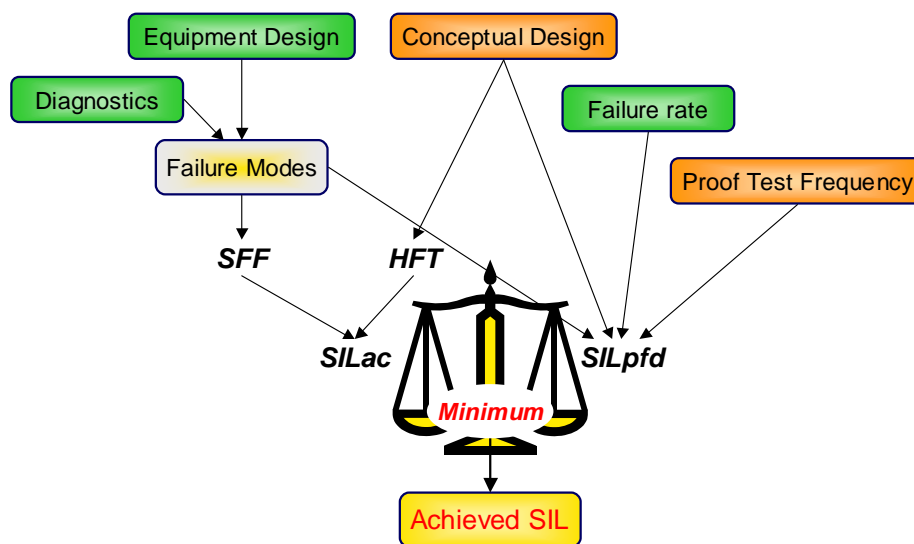 Equipment Design
Conceptual Design
Diagnostics
Failure rate
Failure Modes
Proof Test Frequency
SFF
HFT
SILac
SILpfd
Minimum
Achieved SIL